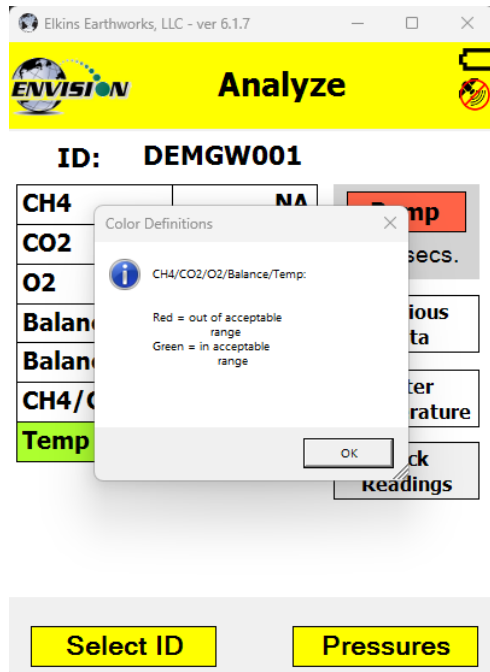 Elkins Earthworks, LLC - ver 6.1.7
ENVISION
Analyze
ID: DEMGW001
CH4 NA
CO2
O2
Temp
secs.
Readings
Color Definitions
CH4/CO2/O2/Balance/Temp:
Red = out of acceptable
range
Green = in acceptable
range
OK
Select ID
Pressures